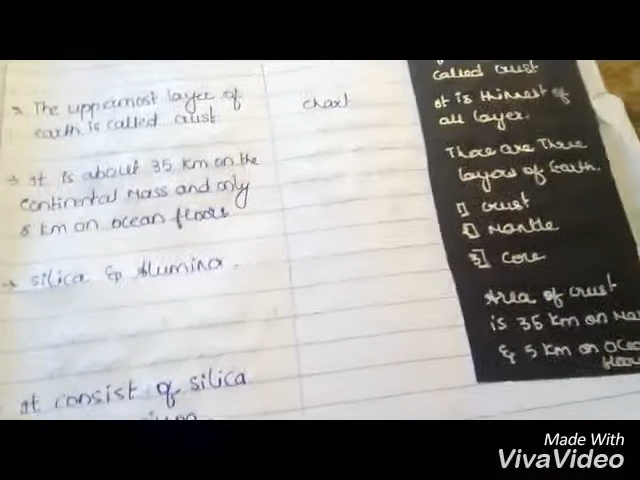 → The uppermost layer of
earth is called crust
→ It is about 35 km on the
continental Mass and only
5 km on ocean floors
→ silica & Alumina.
It consist of silica
chart
called crust
It is thinnest of
all layer.
There are Three
layers of Earth.
1] Crust
2] Mantle
3] Core
Area of crust
is 35 km on
& 5 km on
Made With
VivaVideo